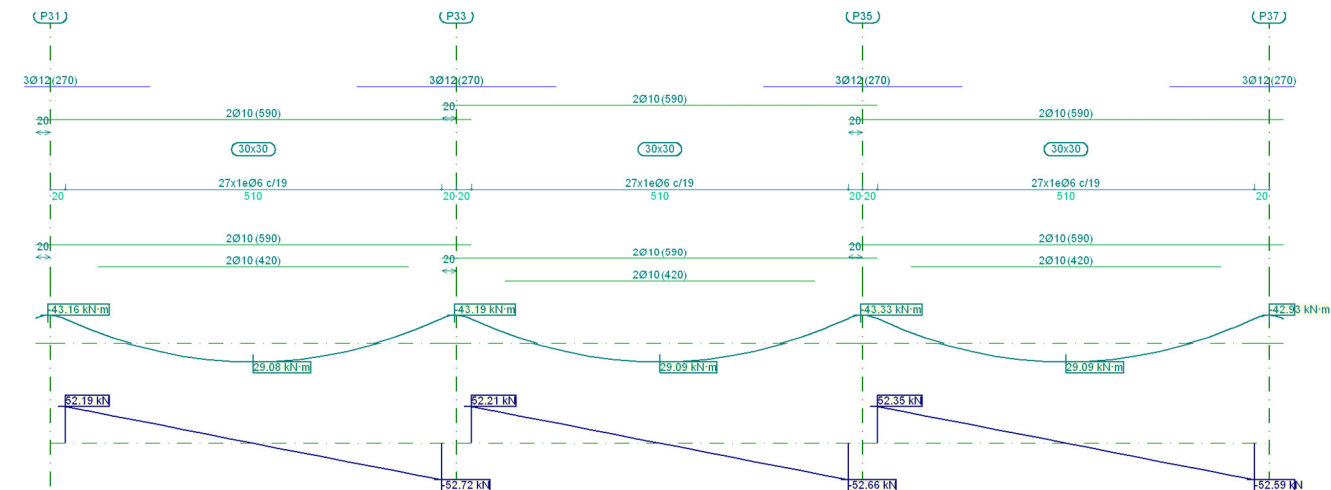 P31 P33 P35 P37
3Ø12(270) 3Ø12(270) 3Ø12(270) 3Ø12(270)
20 2Ø10(590) 20
2Ø10(590) 20 2Ø10(590)
30x30 30x30 30x30
27x1eØ6 c/19 27x1eØ6 c/19 27x1eØ6 c/19
20 510 20 20 510 20 20 510 20
20 2Ø10(590) 2Ø10(590) 20 2Ø10(590)
2Ø10(420) 20 2Ø10(420) 2Ø10(420)
-43.16 kN·m -43.19 kN·m -43.33 kN·m -42.93 kN·m
29.08 kN·m 29.09 kN·m 29.09 kN·m
52.19 kN 52.21 kN 52.35 kN
-52.72 kN -52.66 kN -52.59 kN